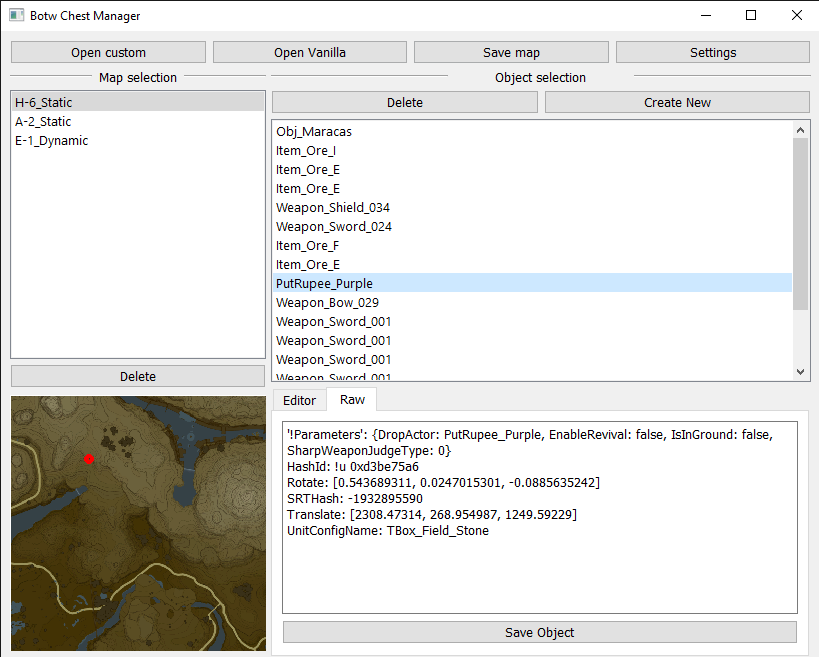 Botw Chest Manager
Open custom
Open Vanilla
Save map
Settings
Map selection
Object selection
H-6_Static
A-2_Static
E-1_Dynamic
Delete
Delete
Create New
Obj_Maracas
Item_Ore_I
Item_Ore_E
Item_Ore_E
Weapon_Shield_034
Weapon_Sword_024
Item_Ore_F
Item_Ore_E
PutRupee_Purple
Weapon_Bow_029
Weapon_Sword_001
Weapon_Sword_001
Weapon_Sword_001
Weapon_Sword_001
Editor
Raw
'!Parameters': {DropActor: PutRupee_Purple, EnableRevival: false, IsInGround: false,
SharpWeaponJudgeType: 0}
HashId: !u 0xd3be75a6
Rotate: [0.543689311, 0.0247015301, -0.0885635242]
SRTHash: -1932895590
Translate: [2308.47314, 268.954987, 1249.59229]
UnitConfigName: TBox_Field_Stone
Save Object